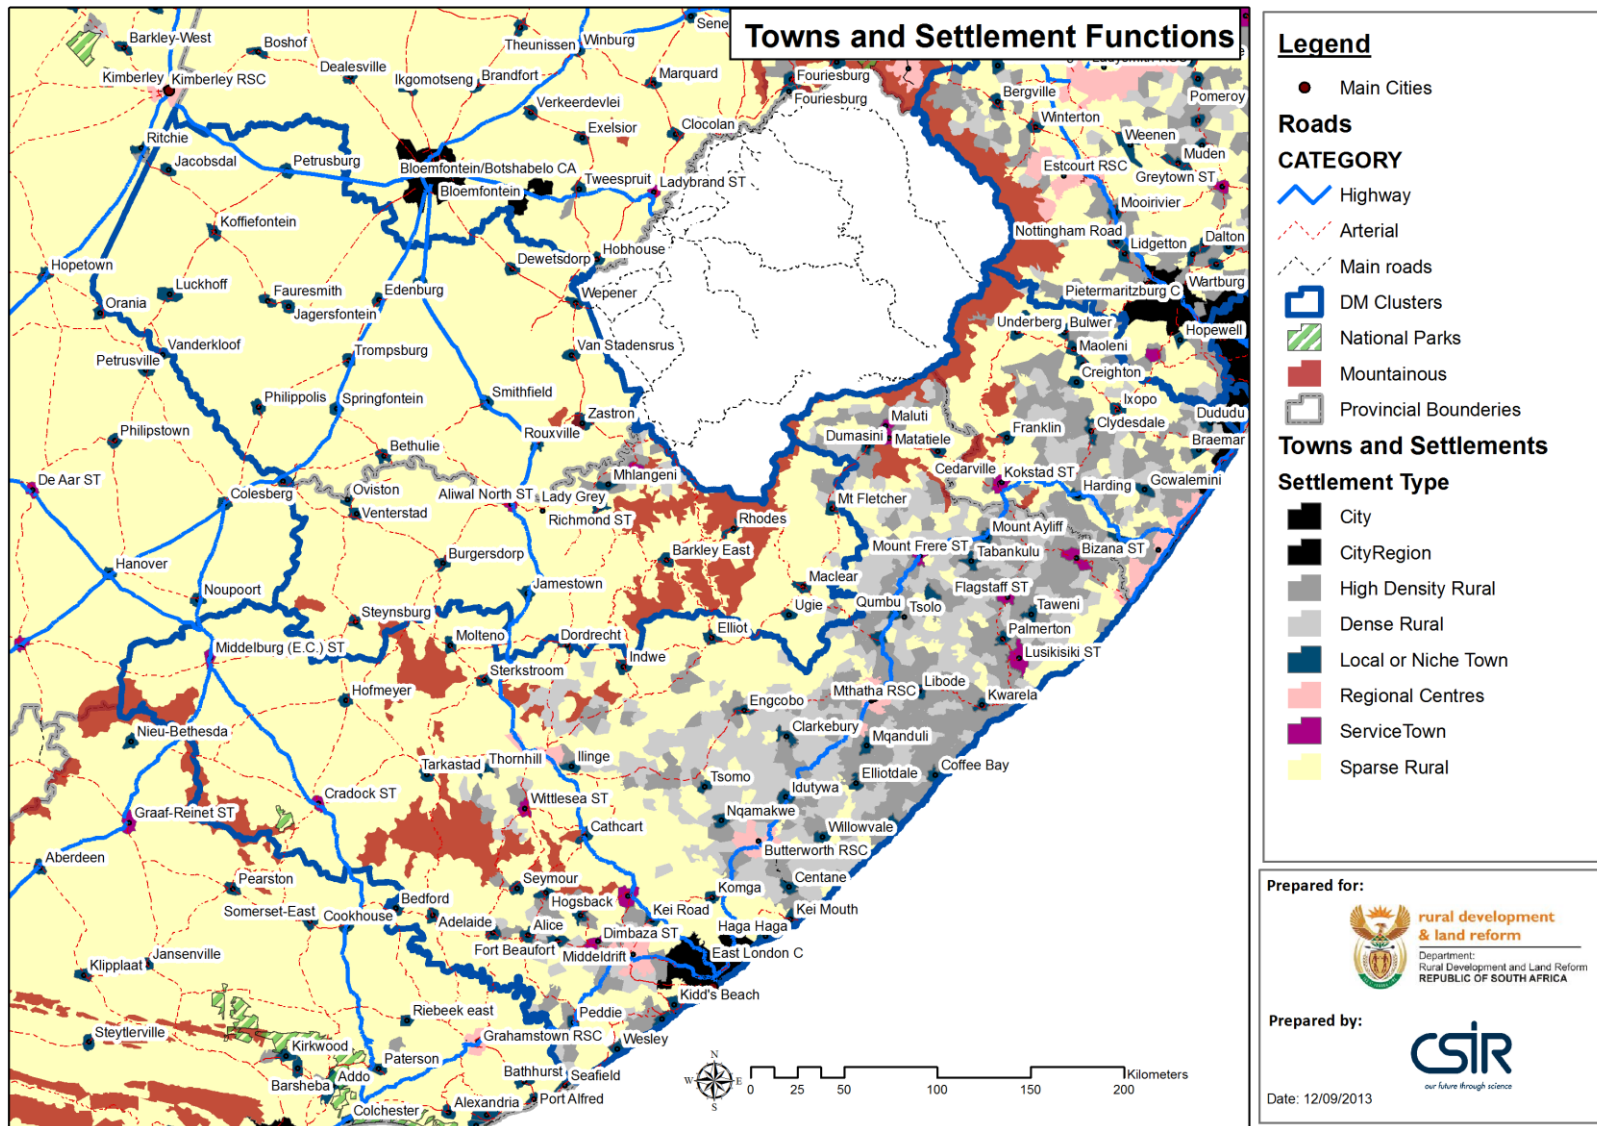 Towns and Settlement Functions
Barkley-West
Boshof
Theunissen
Winburg
Sene
Kimberley
Kimberley RSC
Dealesville
Ikgomotseng
Brandfort
Marquard
Fouriesburg
Fouriesburg
Bergville
Pomeroy
Verkeerdevlei
Winterton
Ritchie
Exelsior
Clocolan
Weenen
Jacobsdal
Petrusburg
Bloemfontein/Botshabelo CA
Bloemfontein
Tweespruit
Ladybrand ST
Estcourt RSC
Muden
Greytown ST
Mooirivier
Koffiefontein
Nottingham Road
Lidgetton
Dalton
Hobhouse
Dewetsdorp
Hopetown
Luckhoff
Fauresmith
Jagersfontein
Edenburg
Wepener
Pietermaritzburg C
Wartburg
Orania
Underberg
Bulwer
Hopewell
Vanderkloof
Petrusville
Trompsburg
Van Stadensrus
Maoleni
Creighton
Philippolis
Springfontein
Smithfield
Zastron
Maluti
Ixopo
Dududu
Philipstown
Rouxville
Dumasini
Matatiele
Franklin
Clydesdale
Braemar
Bethulie
Cedarville
Kokstad ST
De Aar ST
Colesberg
Oviston
Venterstad
Aliwal North ST
Lady Grey
Mhlangeni
Richmond ST
Mt Fletcher
Harding
Gcwalemini
Rhodes
Mount Ayliff
Hanover
Burgersdorp
Barkley East
Mount Frere ST
Tabankulu
Bizana ST
Noupoort
Jamestown
Maclear
Flagstaff ST
Steynsburg
Ugie
Qumbu
Tsolo
Taweni
Middelburg (E.C.) ST
Molteno
Dordrecht
Elliot
Palmerton
Indwe
Lusikisiki ST
Sterkstroom
Hofmeyer
Mthatha RSC
Libode
Engcobo
Kwarela
Nieu-Bethesda
Clarkebury
Mqanduli
Tarkastad
Thornhill
Ilinge
Tsomo
Elliotdale
Coffee Bay
Cradock ST
Wittlesea ST
Idutywa
Graaf-Reinet ST
Cathcart
Nqamakwe
Willowvale
Butterworth RSC
Aberdeen
Pearston
Seymour
Komga
Centane
Somerset-East
Cookhouse
Bedford
Adelaide
Hogsback
Kei Road
Kei Mouth
Alice
Dimbaza ST
Haga Haga
Fort Beaufort
Middeldrift
East London C
Klipplaat
Jansenville
Kidd's Beach
Riebeek east
Peddie
Steytlerville
Grahamstown RSC
Wesley
Kirkwood
Paterson
Barsheba
Addo
Bathhurst
Seafield
Colchester
Alexandria
Port Alfred
N
W
E
S
Kilometers
0 25 50 100 150 200
Legend
Main Cities
Roads
CATEGORY
Highway
Arterial
Main roads
DM Clusters
National Parks
Mountainous
Provincial Bounderies
Towns and Settlements
Settlement Type
City
CityRegion
High Density Rural
Dense Rural
Local or Niche Town
Regional Centres
ServiceTown
Sparse Rural
Prepared for:
rural development
& land reform
Department:
Rural Development and Land Reform
REPUBLIC OF SOUTH AFRICA
Prepared by:
CSIR
our future through science
Date: 12/09/2013